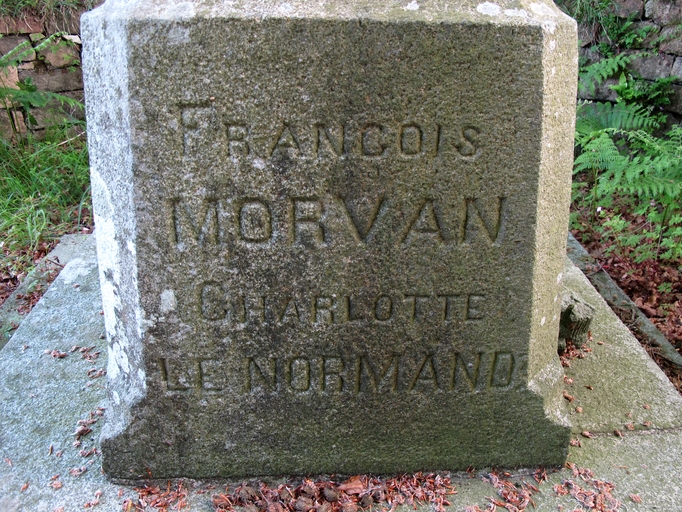 FRANCOIS
MORVAN
CHARLOTTE
LE NORMAND